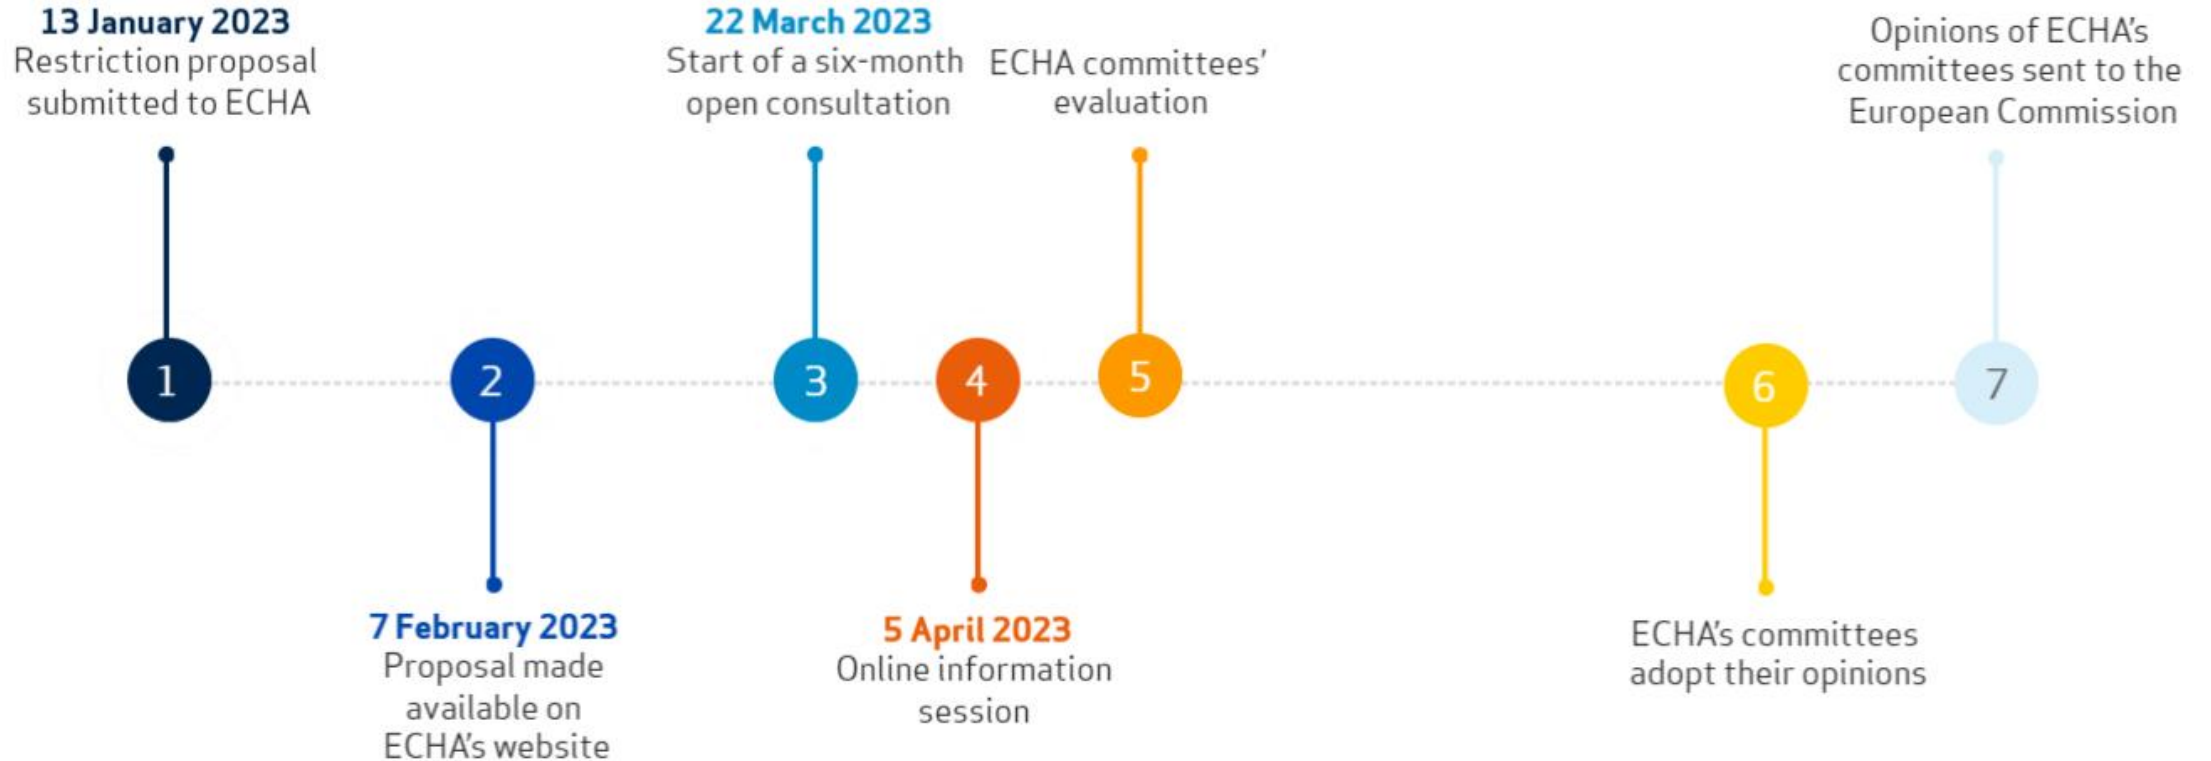 13 January 2023
Restriction proposal
submitted to ECHA
22 March 2023
Start of a six-month
open consultation
ECHA committees’
evaluation
Opinions of ECHA’s
committees sent to the
European Commission
1
2
3
4
5
6
7
7 February 2023
Proposal made
available on
ECHA’s website
5 April 2023
Online information
session
ECHA’s committees
adopt their opinions